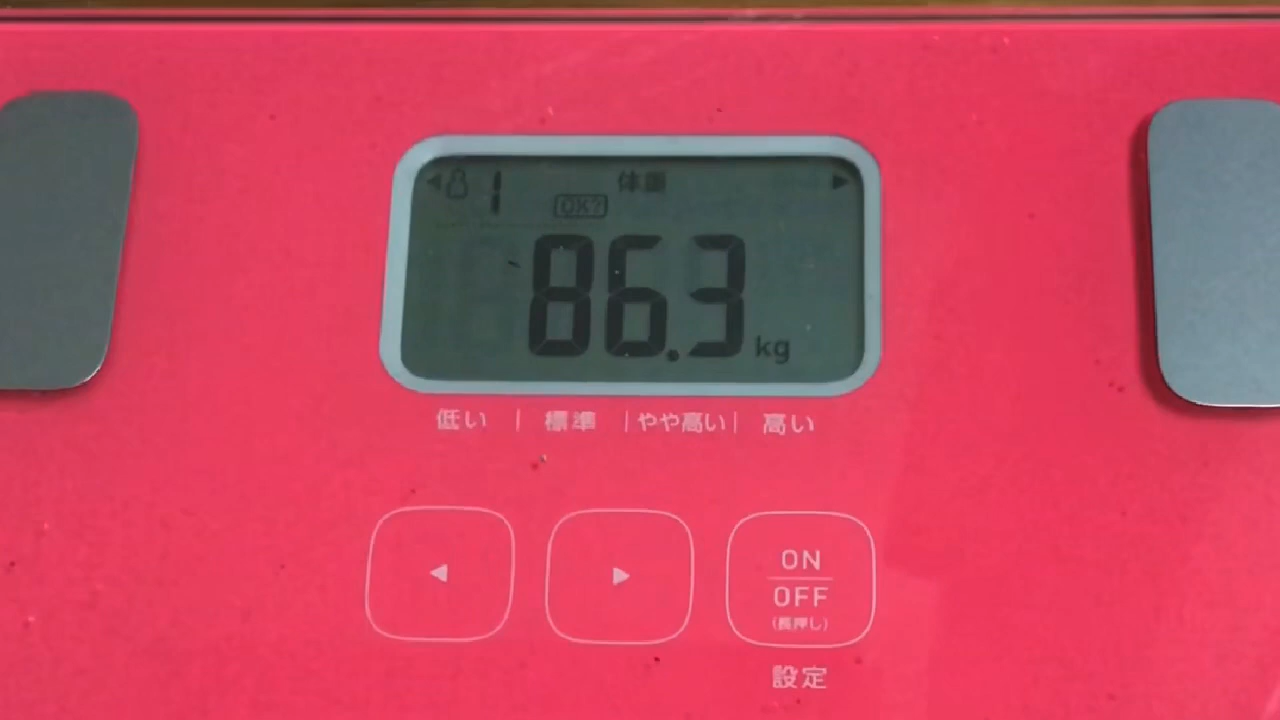 1 体重
OK?
86.3 kg
低い | 標準 | やや高い | 高い
ON
OFF
(長押し)
設定